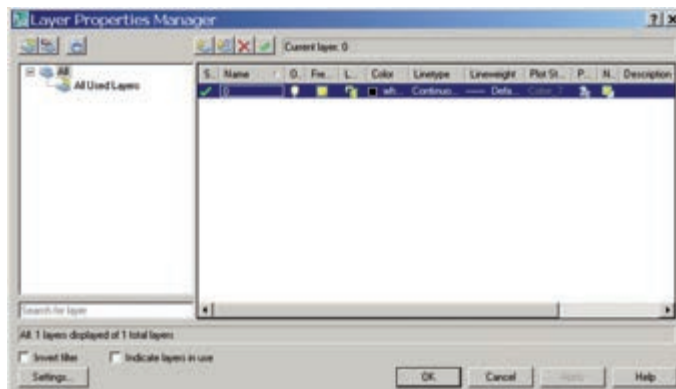 Layer Properties Manager
Current layer: 0
All
All Used Layers
S.. Name O.. Fre... L... Color Linetype Lineweight Plot St... P... N.. Description
0 wh... Continuo... Defa... Color_7
Search for layer
All: 1 layers displayed of 1 total layers
Invert filter Indicate layers in use
Settings... OK Cancel Apply Help